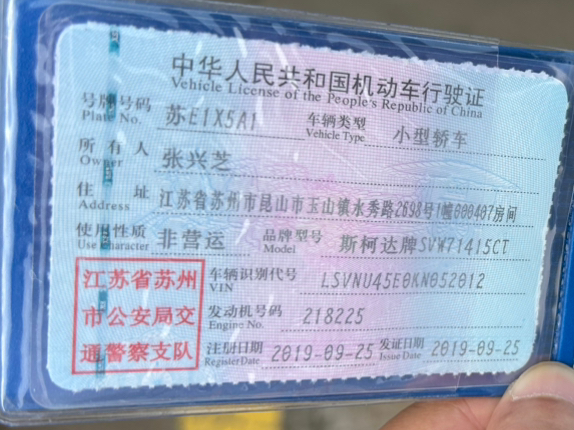 中华人民共和国机动车行驶证
Vehicle License of the People's Republic of China
号牌号码 苏E1X5A1 车辆类型 小型轿车
Plate No. Vehicle Type
所有人 张兴芝
Owner
住址 江苏省苏州市昆山市玉山镇水秀路2698号1幢000407房间
Address
使用性质 非营运 品牌型号 斯柯达牌SVW71415CT
Use Character Model
江苏省苏州 车辆识别代号 LSVNU45E0KN052012
VIN
市公安局交 发动机号码 218225
Engine No.
通警察支队 注册日期 2019-09-25 发证日期 2019-09-25
Register Date Issue Date